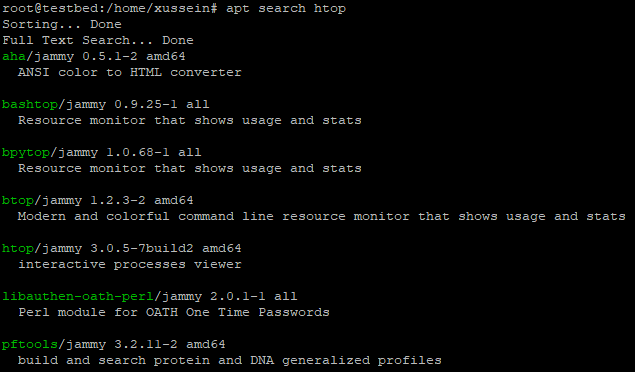 root@testbed:/home/xussein# apt search htop
Sorting... Done
Full Text Search... Done
aha/jammy 0.5.1-2 amd64
  ANSI color to HTML converter
bashtop/jammy 0.9.25-1 all
  Resource monitor that shows usage and stats
bpytop/jammy 1.0.68-1 all
  Resource monitor that shows usage and stats
btop/jammy 1.2.3-2 amd64
  Modern and colorful command line resource monitor that shows usage and stats
htop/jammy 3.0.5-7build2 amd64
  interactive processes viewer
libauthen-oath-perl/jammy 2.0.1-1 all
  Perl module for OATH One Time Passwords
pftools/jammy 3.2.11-2 amd64
  build and search protein and DNA generalized profiles